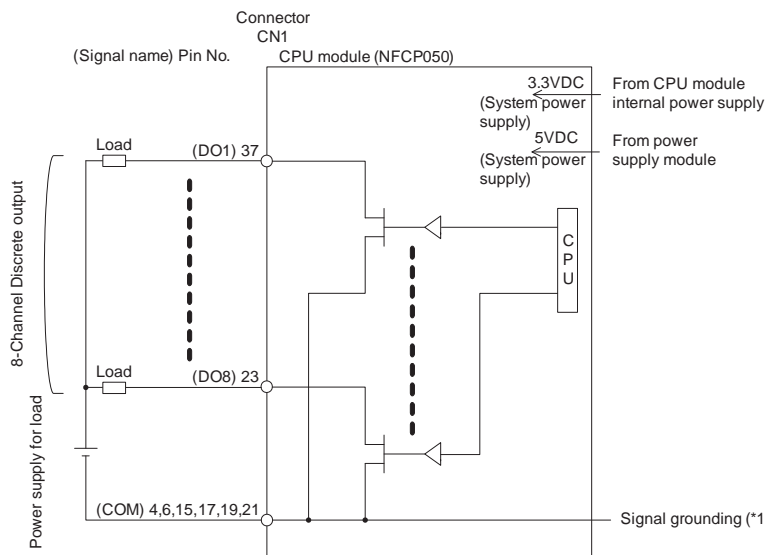 Connector
CN1
(Signal name) Pin No.
CPU module (NFCP050)
3.3VDC
(System power
supply)
From CPU module
internal power supply
5VDC
(System power
supply)
From power
supply module
Load
(DO1) 37
CPU
8-Channel Discrete output
Load
(DO8) 23
Power supply for load
(COM) 4,6,15,17,19,21
Signal grounding (*1